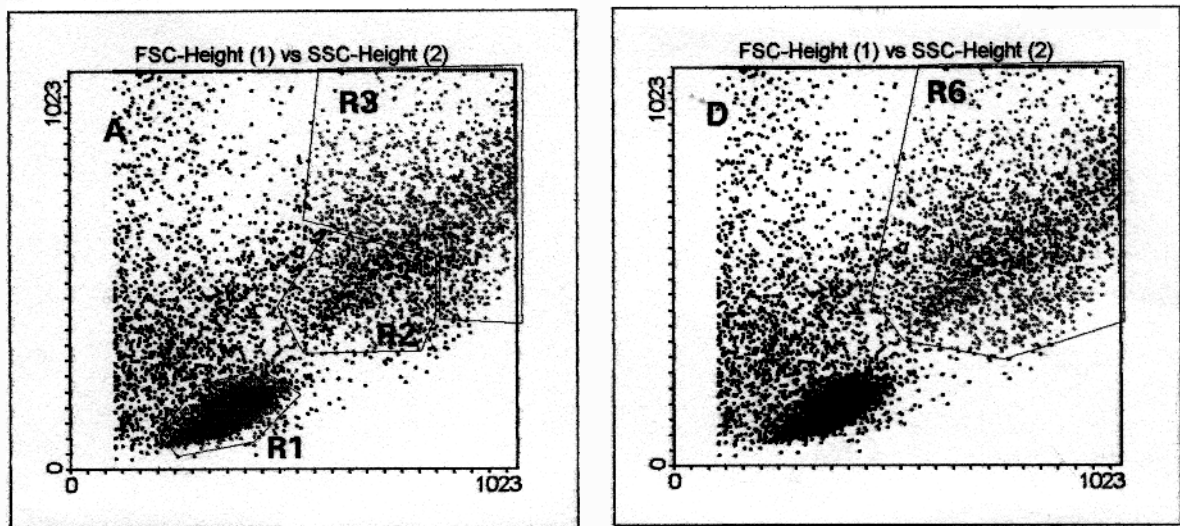 FSC-Height (1) vs SSC-Height (2)
1023
A
R3
R2
R1
0
0
1023
FSC-Height (1) vs SSC-Height (2)
1023
D
R6
0
0
1023